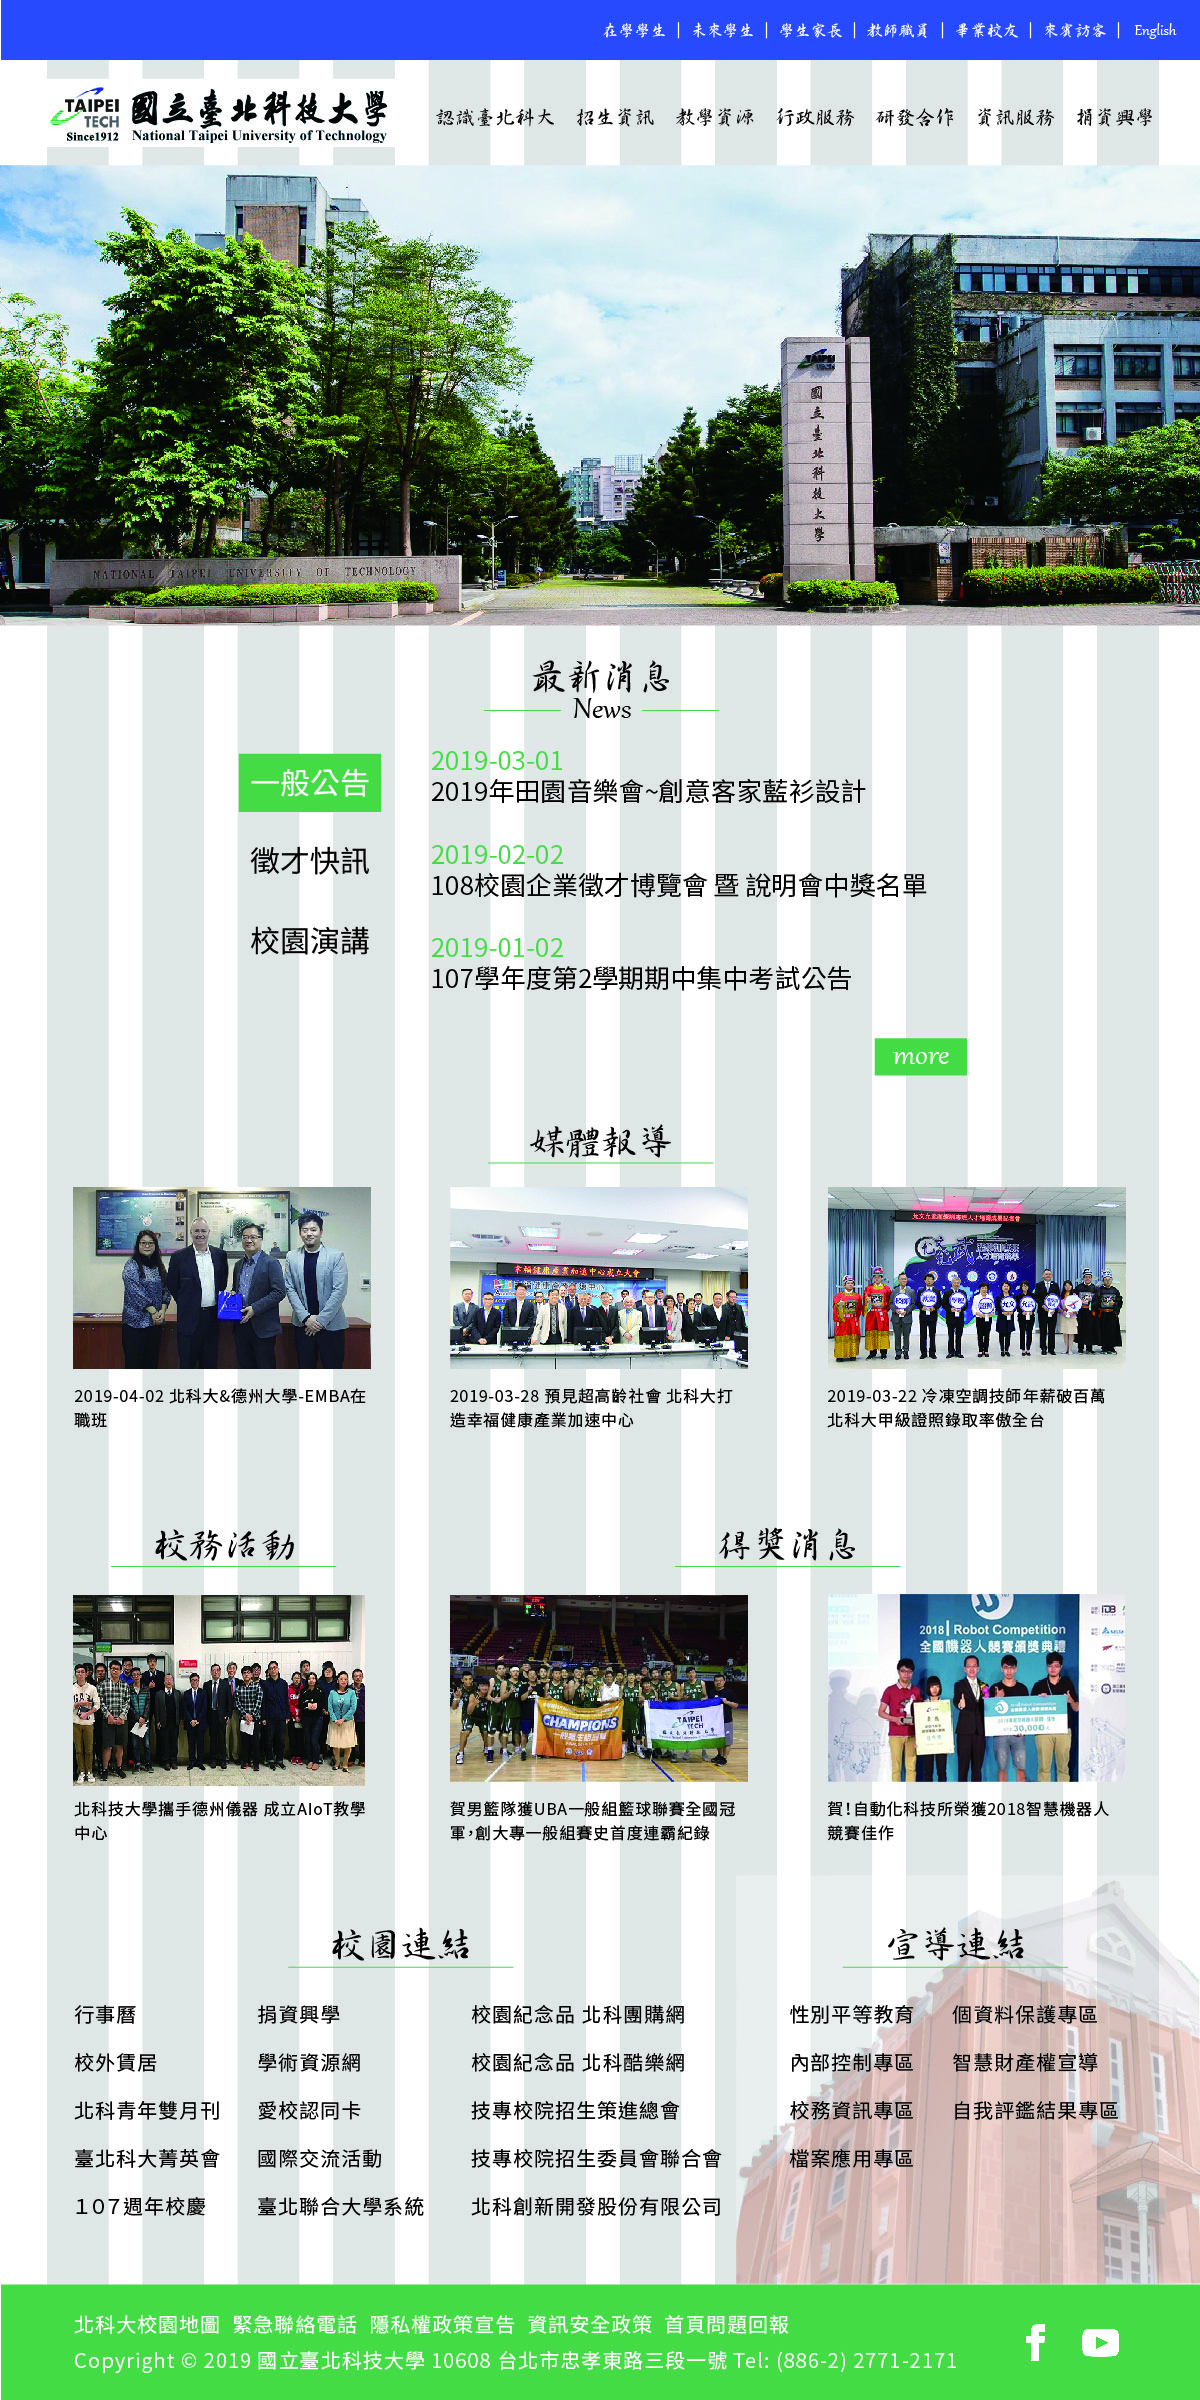 在學學生 | 未來學生 | 學生家長 | 教師職員 | 畢業校友 | 來賓訪客 | English
TAIPEI TECH
Since1912
國立臺北科技大學
National Taipei University of Technology
認識臺北科大 招生資訊 教學資源 行政服務 研發合作 資訊服務 捐資興學
TAIPEI TECH
國立臺北科技大學
NATIONAL TAIPEI UNIVERSITY OF TECHNOLOGY
最新消息
News
一般公告
徵才快訊
校園演講
2019-03-01
2019年田園音樂會~創意客家藍衫設計
2019-02-02
108校園企業徵才博覽會 暨 說明會中獎名單
2019-01-02
107學年度第2學期期中集中考試公告
more
媒體報導
幸福健康產業加速中心成立大會
2019-04-02 北科大&德州大學-EMBA在
職班
2019-03-28 預見超高齡社會 北科大打
造幸福健康產業加速中心
2019-03-22 冷凍空調技師年薪破百萬
北科大甲級證照錄取率傲全台
校務活動
得獎消息
CHAMPIONS
TAIPEI TECH
2018 | Robot Competition
全國機器人競賽頒獎典禮
30,000元
北科技大學攜手德州儀器 成立AIoT教學
中心
賀男籃隊獲UBA一般組籃球聯賽全國冠
軍，創大專一般組賽史首度連霸紀錄
賀！自動化科技所榮獲2018智慧機器人
競賽佳作
校園連結
行事曆
校外賃居
北科青年雙月刊
臺北科大菁英會
１０７週年校慶
捐資興學
學術資源網
愛校認同卡
國際交流活動
臺北聯合大學系統
校園紀念品 北科團購網
校園紀念品 北科酷樂網
技專校院招生策進總會
技專校院招生委員會聯合會
北科創新開發股份有限公司
宣導連結
性別平等教育
內部控制專區
校務資訊專區
檔案應用專區
個資料保護專區
智慧財產權宣導
自我評鑑結果專區
北科大校園地圖 緊急聯絡電話 隱私權政策宣告 資訊安全政策 首頁問題回報
Copyright © 2019 國立臺北科技大學 10608 台北市忠孝東路三段一號 Tel: (886-2) 2771-2171